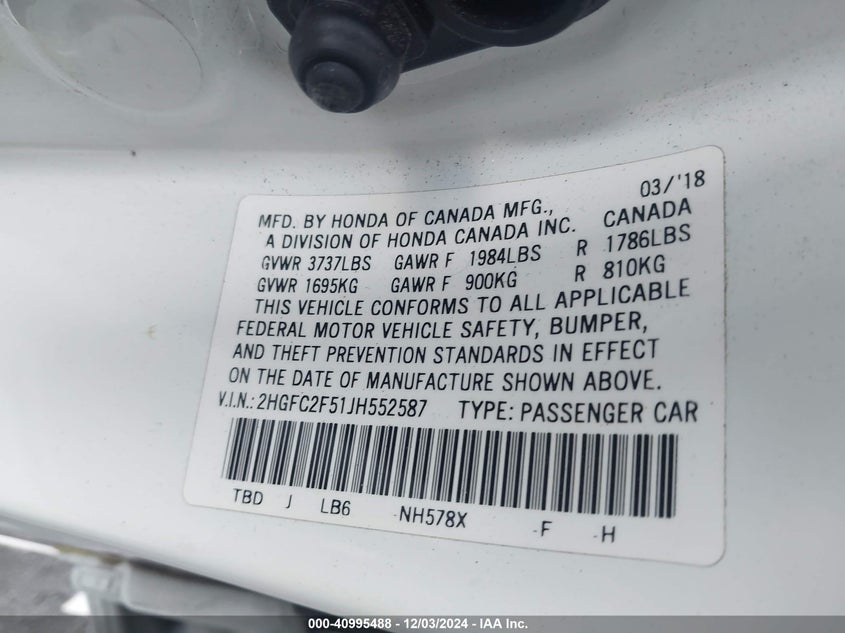 03/'18
MFD. BY HONDA OF CANADA MFG., CANADA
A DIVISION OF HONDA CANADA INC.
GVWR 3737LBS GAWR F 1984LBS R 1786LBS
GVWR 1695KG GAWR F 900KG R 810KG
THIS VEHICLE CONFORMS TO ALL APPLICABLE
FEDERAL MOTOR VEHICLE SAFETY, BUMPER,
AND THEFT PREVENTION STANDARDS IN EFFECT
ON THE DATE OF MANUFACTURE SHOWN ABOVE.
V.I.N.: 2HGFC2F51JH552587 TYPE: PASSENGER CAR
TBD J LB6 -NH578X -F -H
000-40995488 - 12/03/2024 - IAA Inc.